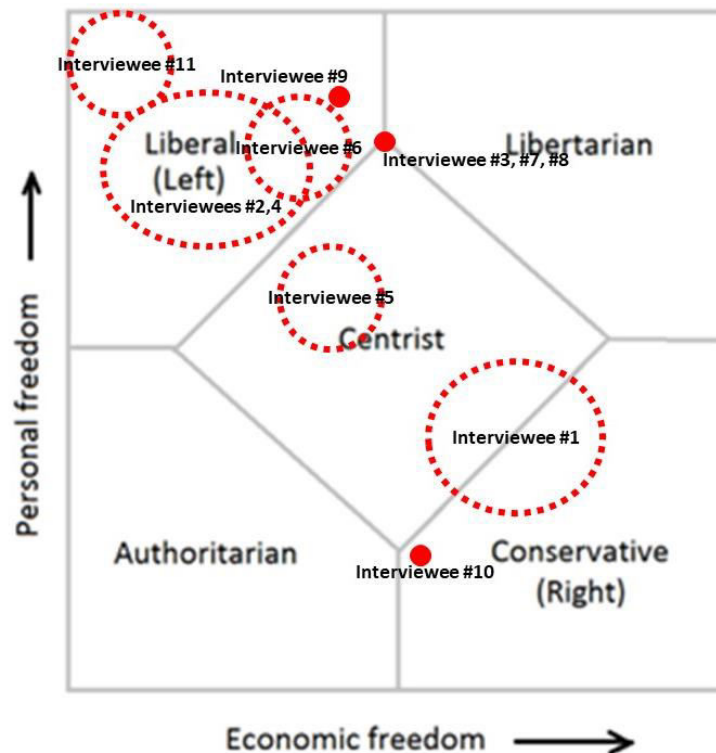 Interviewee #11
Interviewee #9
Liberal
(Left)
Interviewee #6
Interviewee #3, #7, #8
Libertarian
Interviewees #2,4
Interviewee #5
Centrist
Interviewee #1
Authoritarian
Interviewee #10
Conservative
(Right)
Personal freedom
Economic freedom